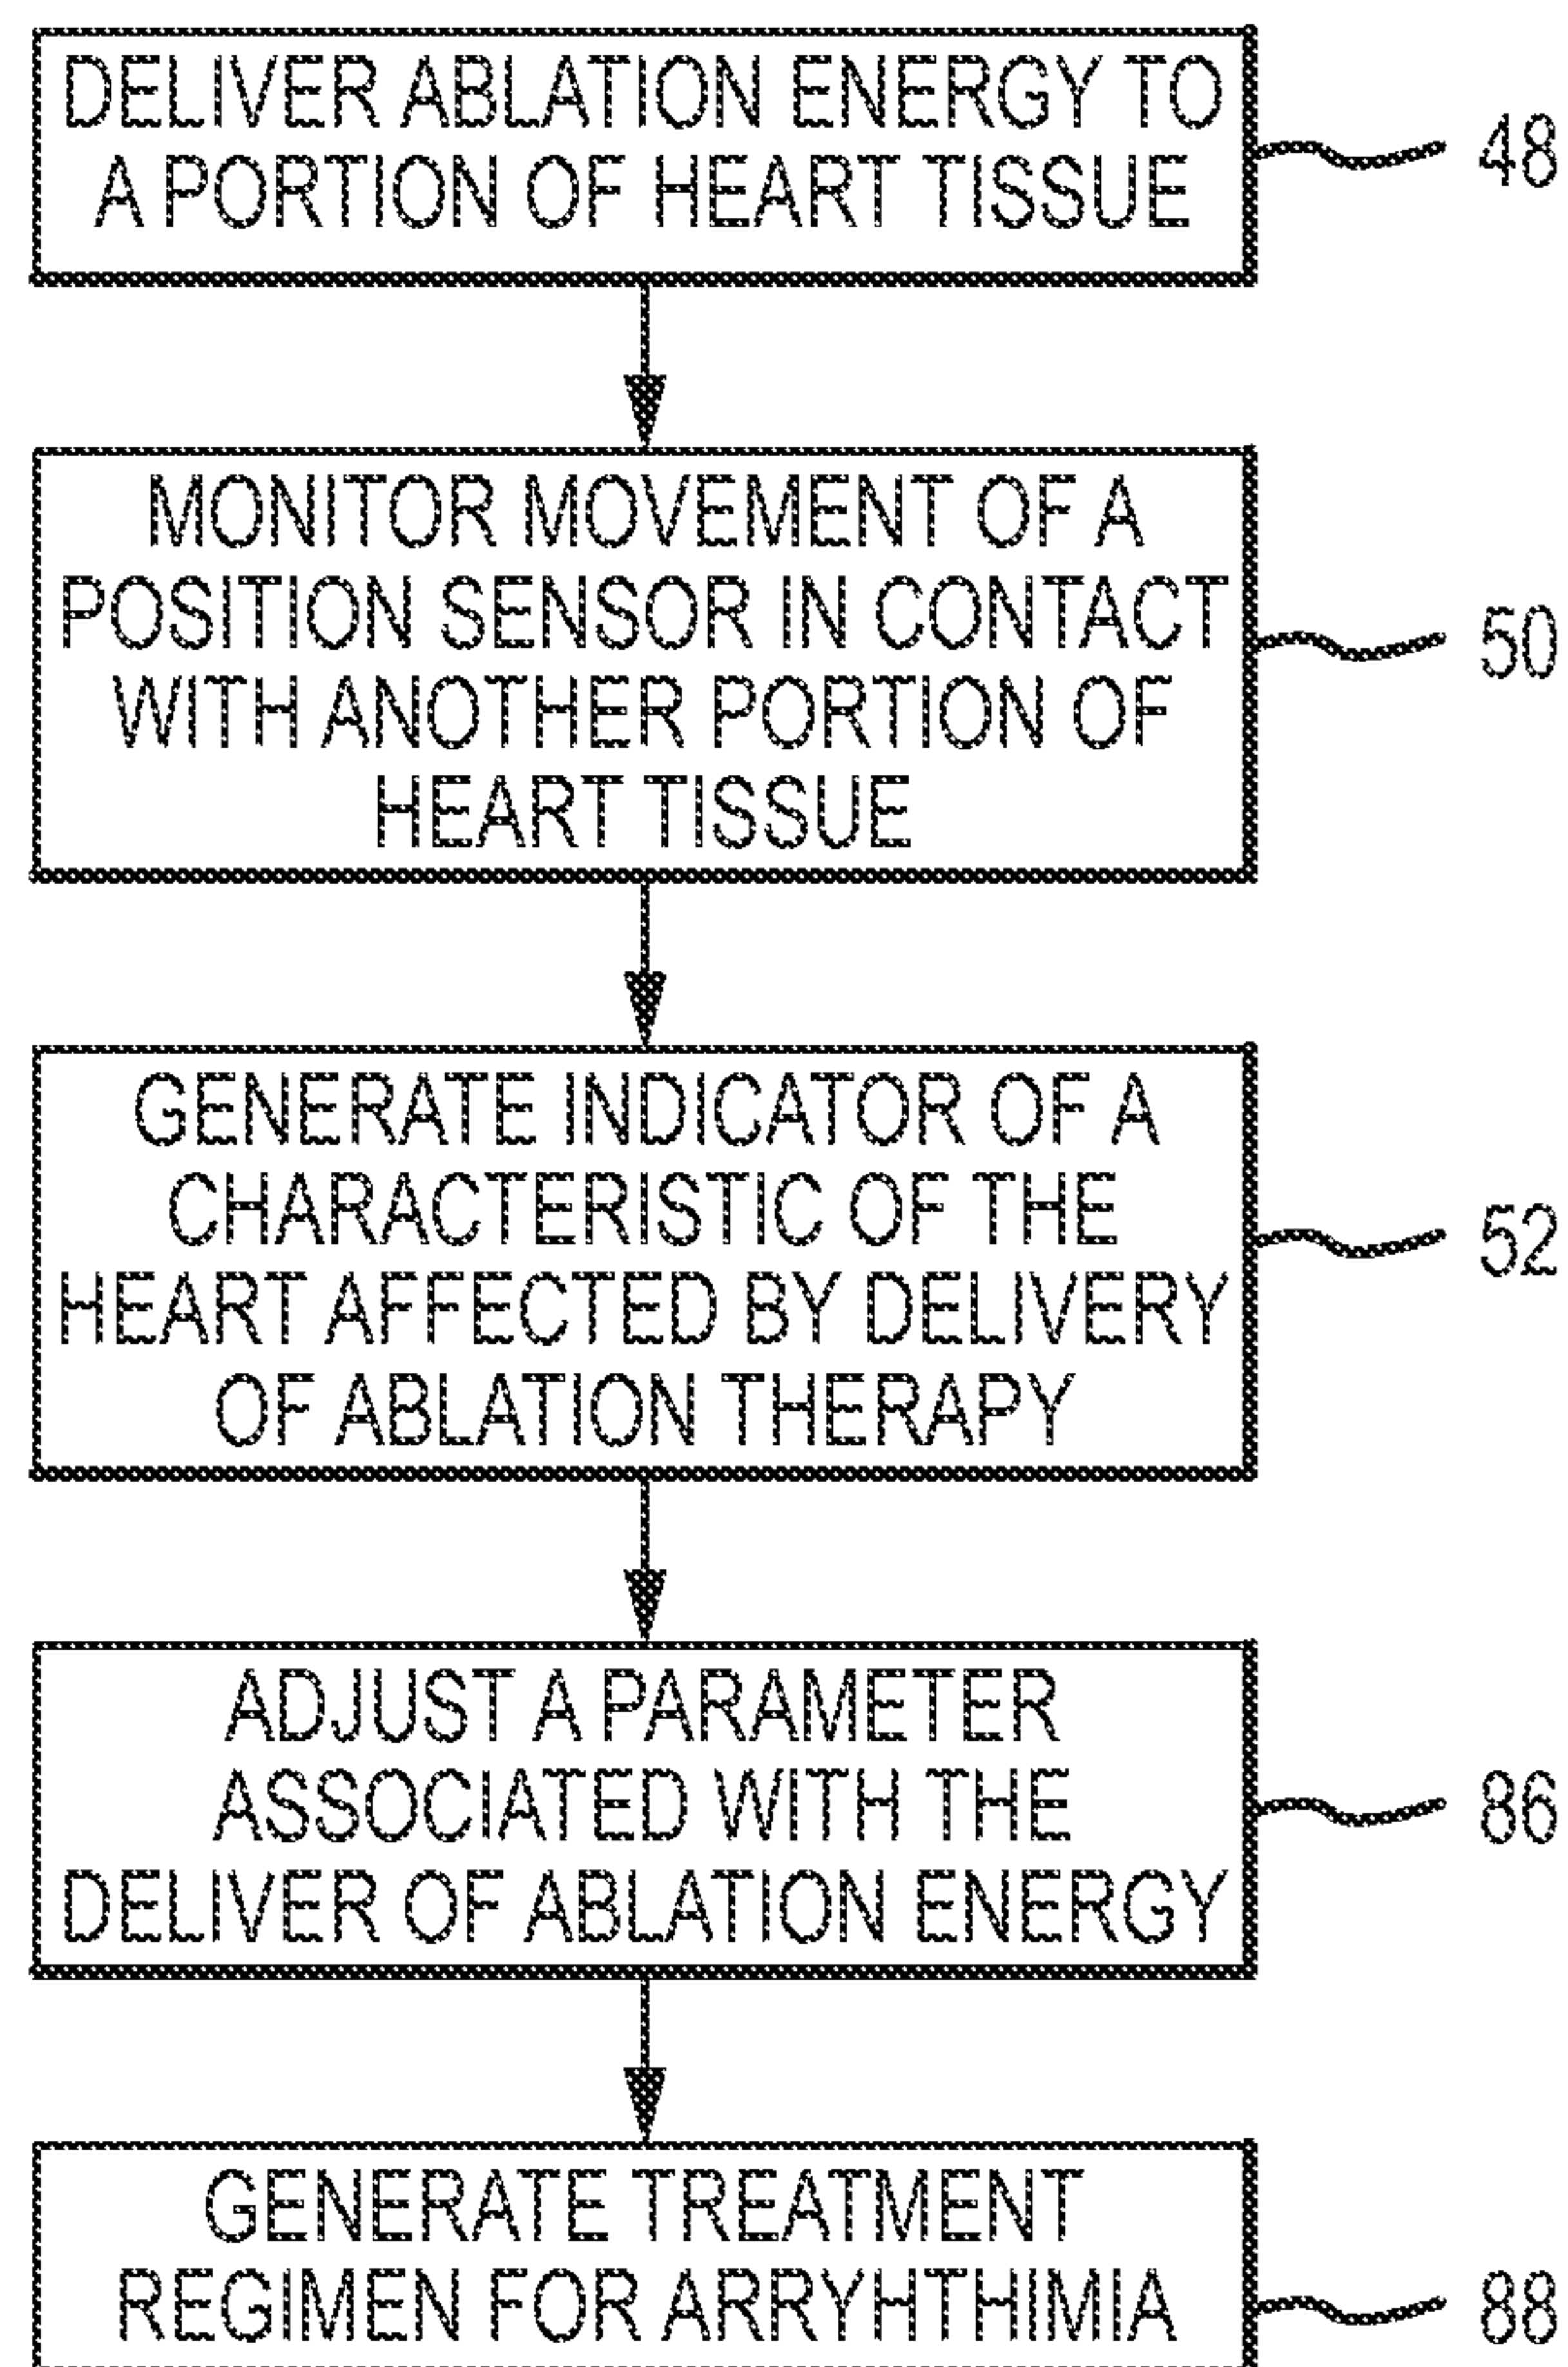 DELIVER ABLATION ENERGY TO
A PORTION OF HEART TISSUE
48
MONITOR MOVEMENT OF A
POSITION SENSOR IN CONTACT
WITH ANOTHER PORTION OF
HEART TISSUE
50
GENERATE INDICATOR OF A
CHARACTERISTIC OF THE
HEART AFFECTED BY DELIVERY
OF ABLATION THERAPY
52
ADJUST A PARAMETER
ASSOCIATED WITH THE
DELIVER OF ABLATION ENERGY
86
GENERATE TREATMENT
REGIMEN FOR ARRYHTHIMIA
88